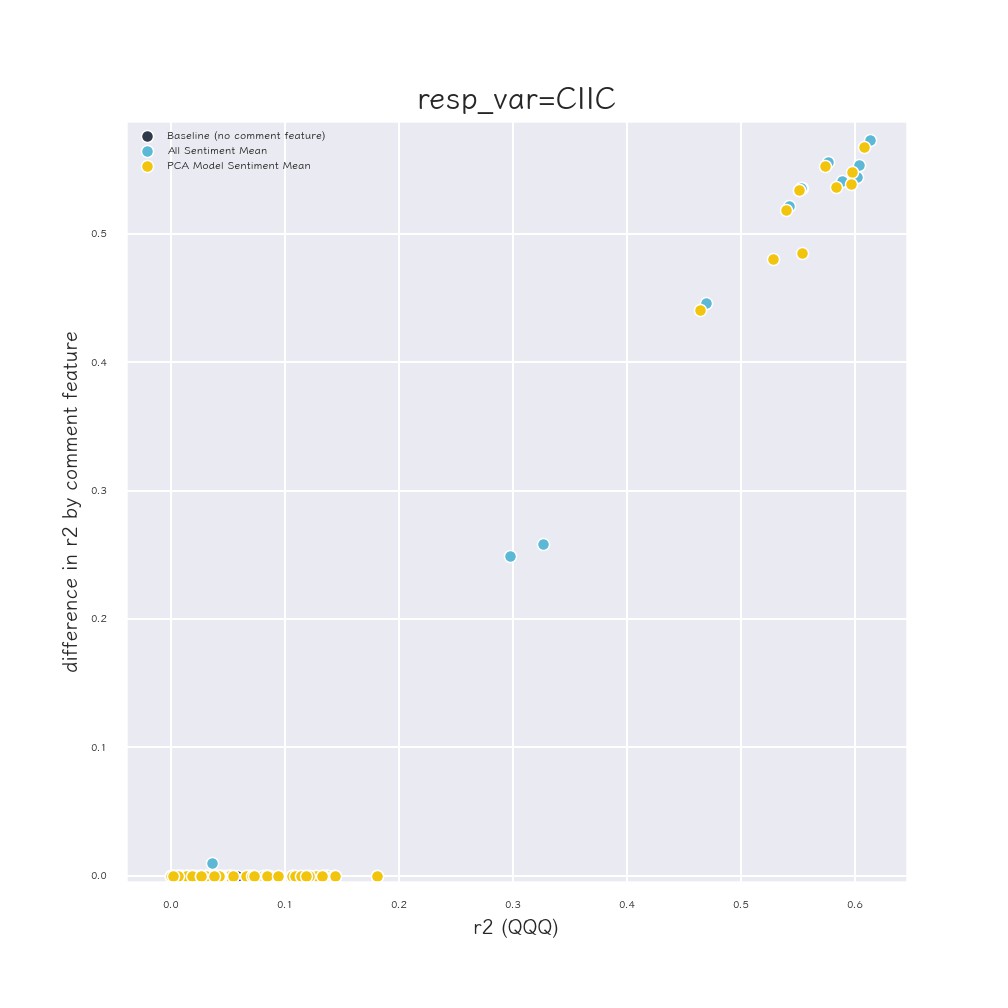 resp_var=CIIC
Baseline (no comment feature)
All Sentiment Mean
PCA Model Sentiment Mean
difference in r2 by comment feature
0.5
0.4
0.3
0.2
0.1
0.0
0.0 0.1 0.2 0.3 0.4 0.5 0.6
r2 (QQQ)